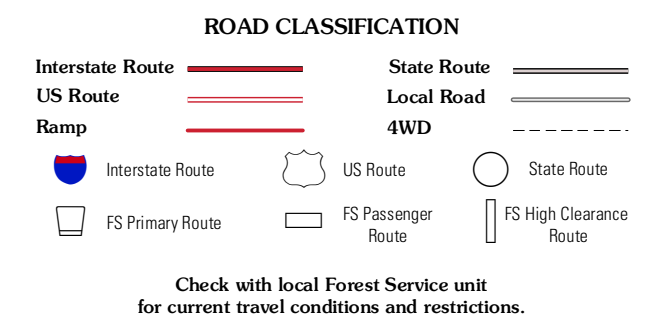 ROAD CLASSIFICATION
Interstate Route
State Route
US Route
Local Road
Ramp
4WD
Interstate Route
US Route
State Route
FS Primary Route
FS Passenger
Route
FS High Clearance
Route
Check with local Forest Service unit
for current travel conditions and restrictions.